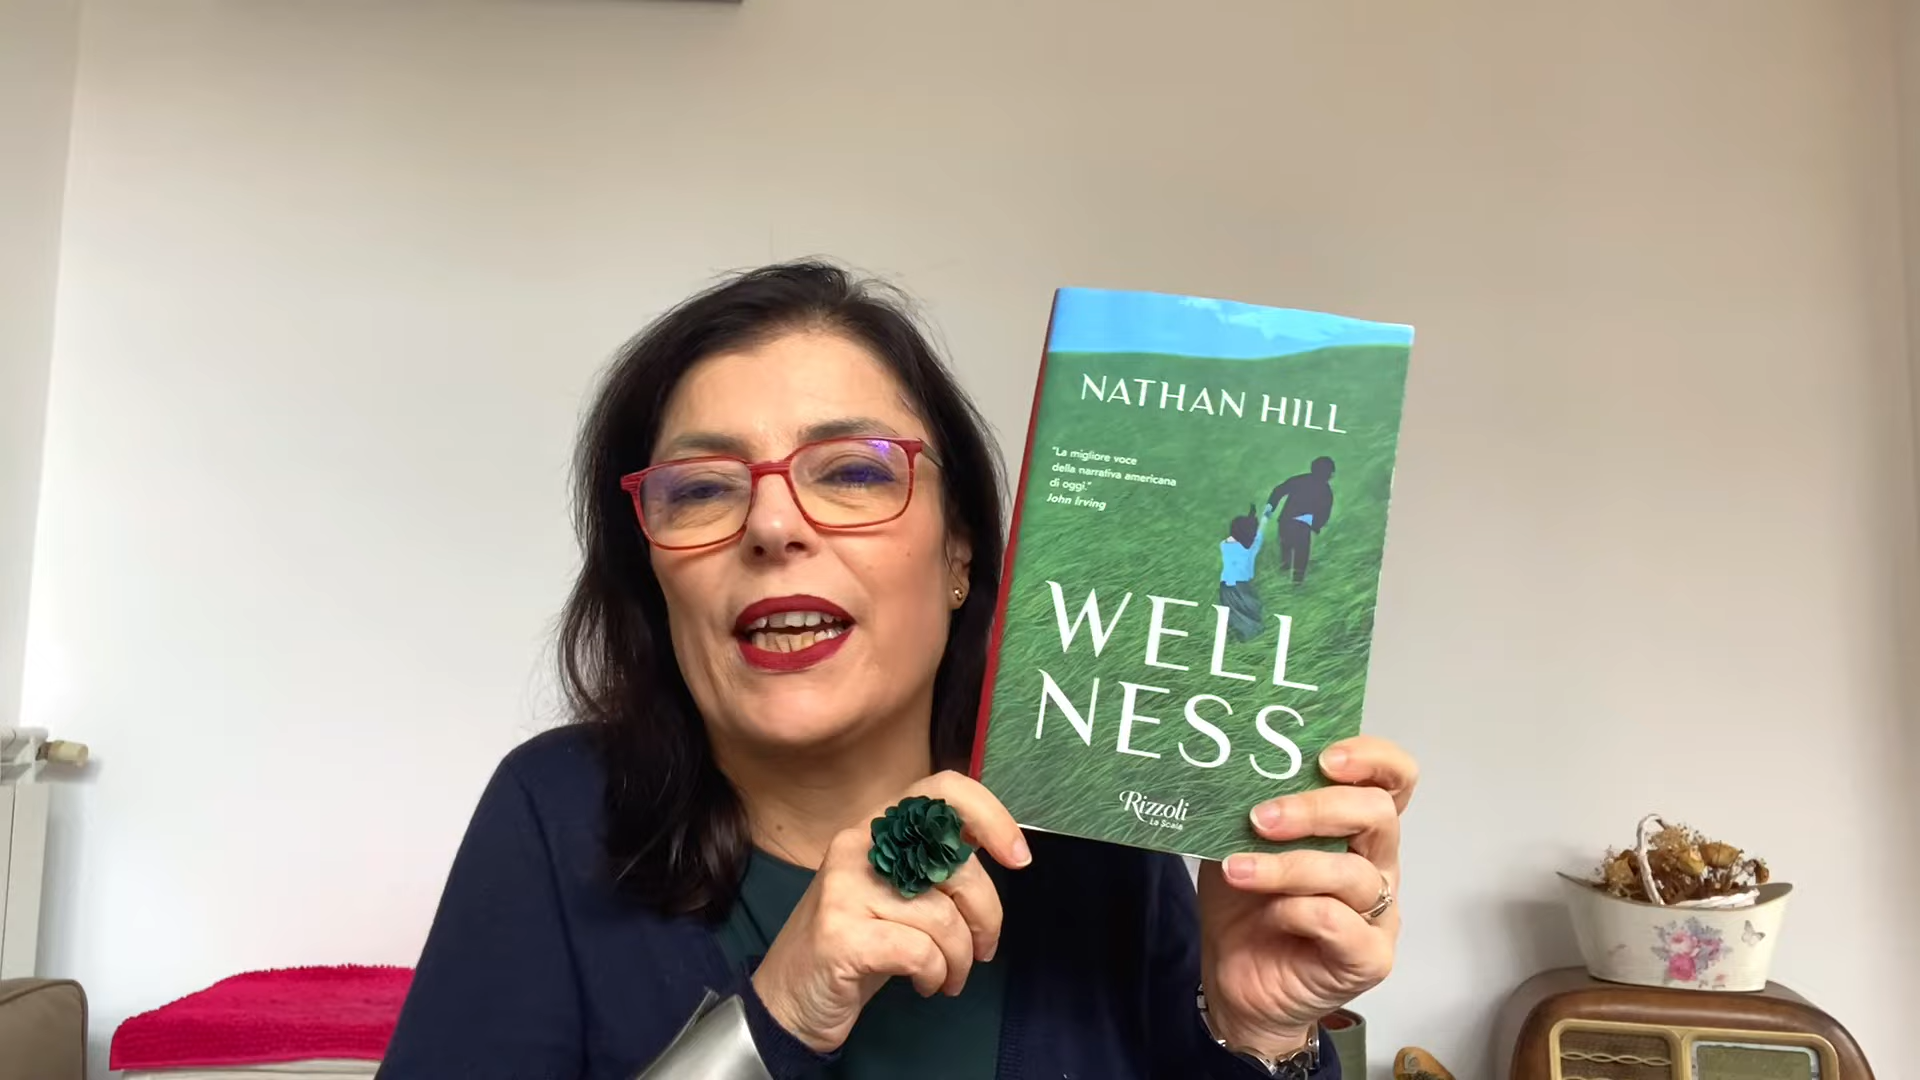 NATHAN HILL
"La migliore voce
della narrativa americana
di oggi."
John Irving
WELL
NESS
Rizzoli
La Scala